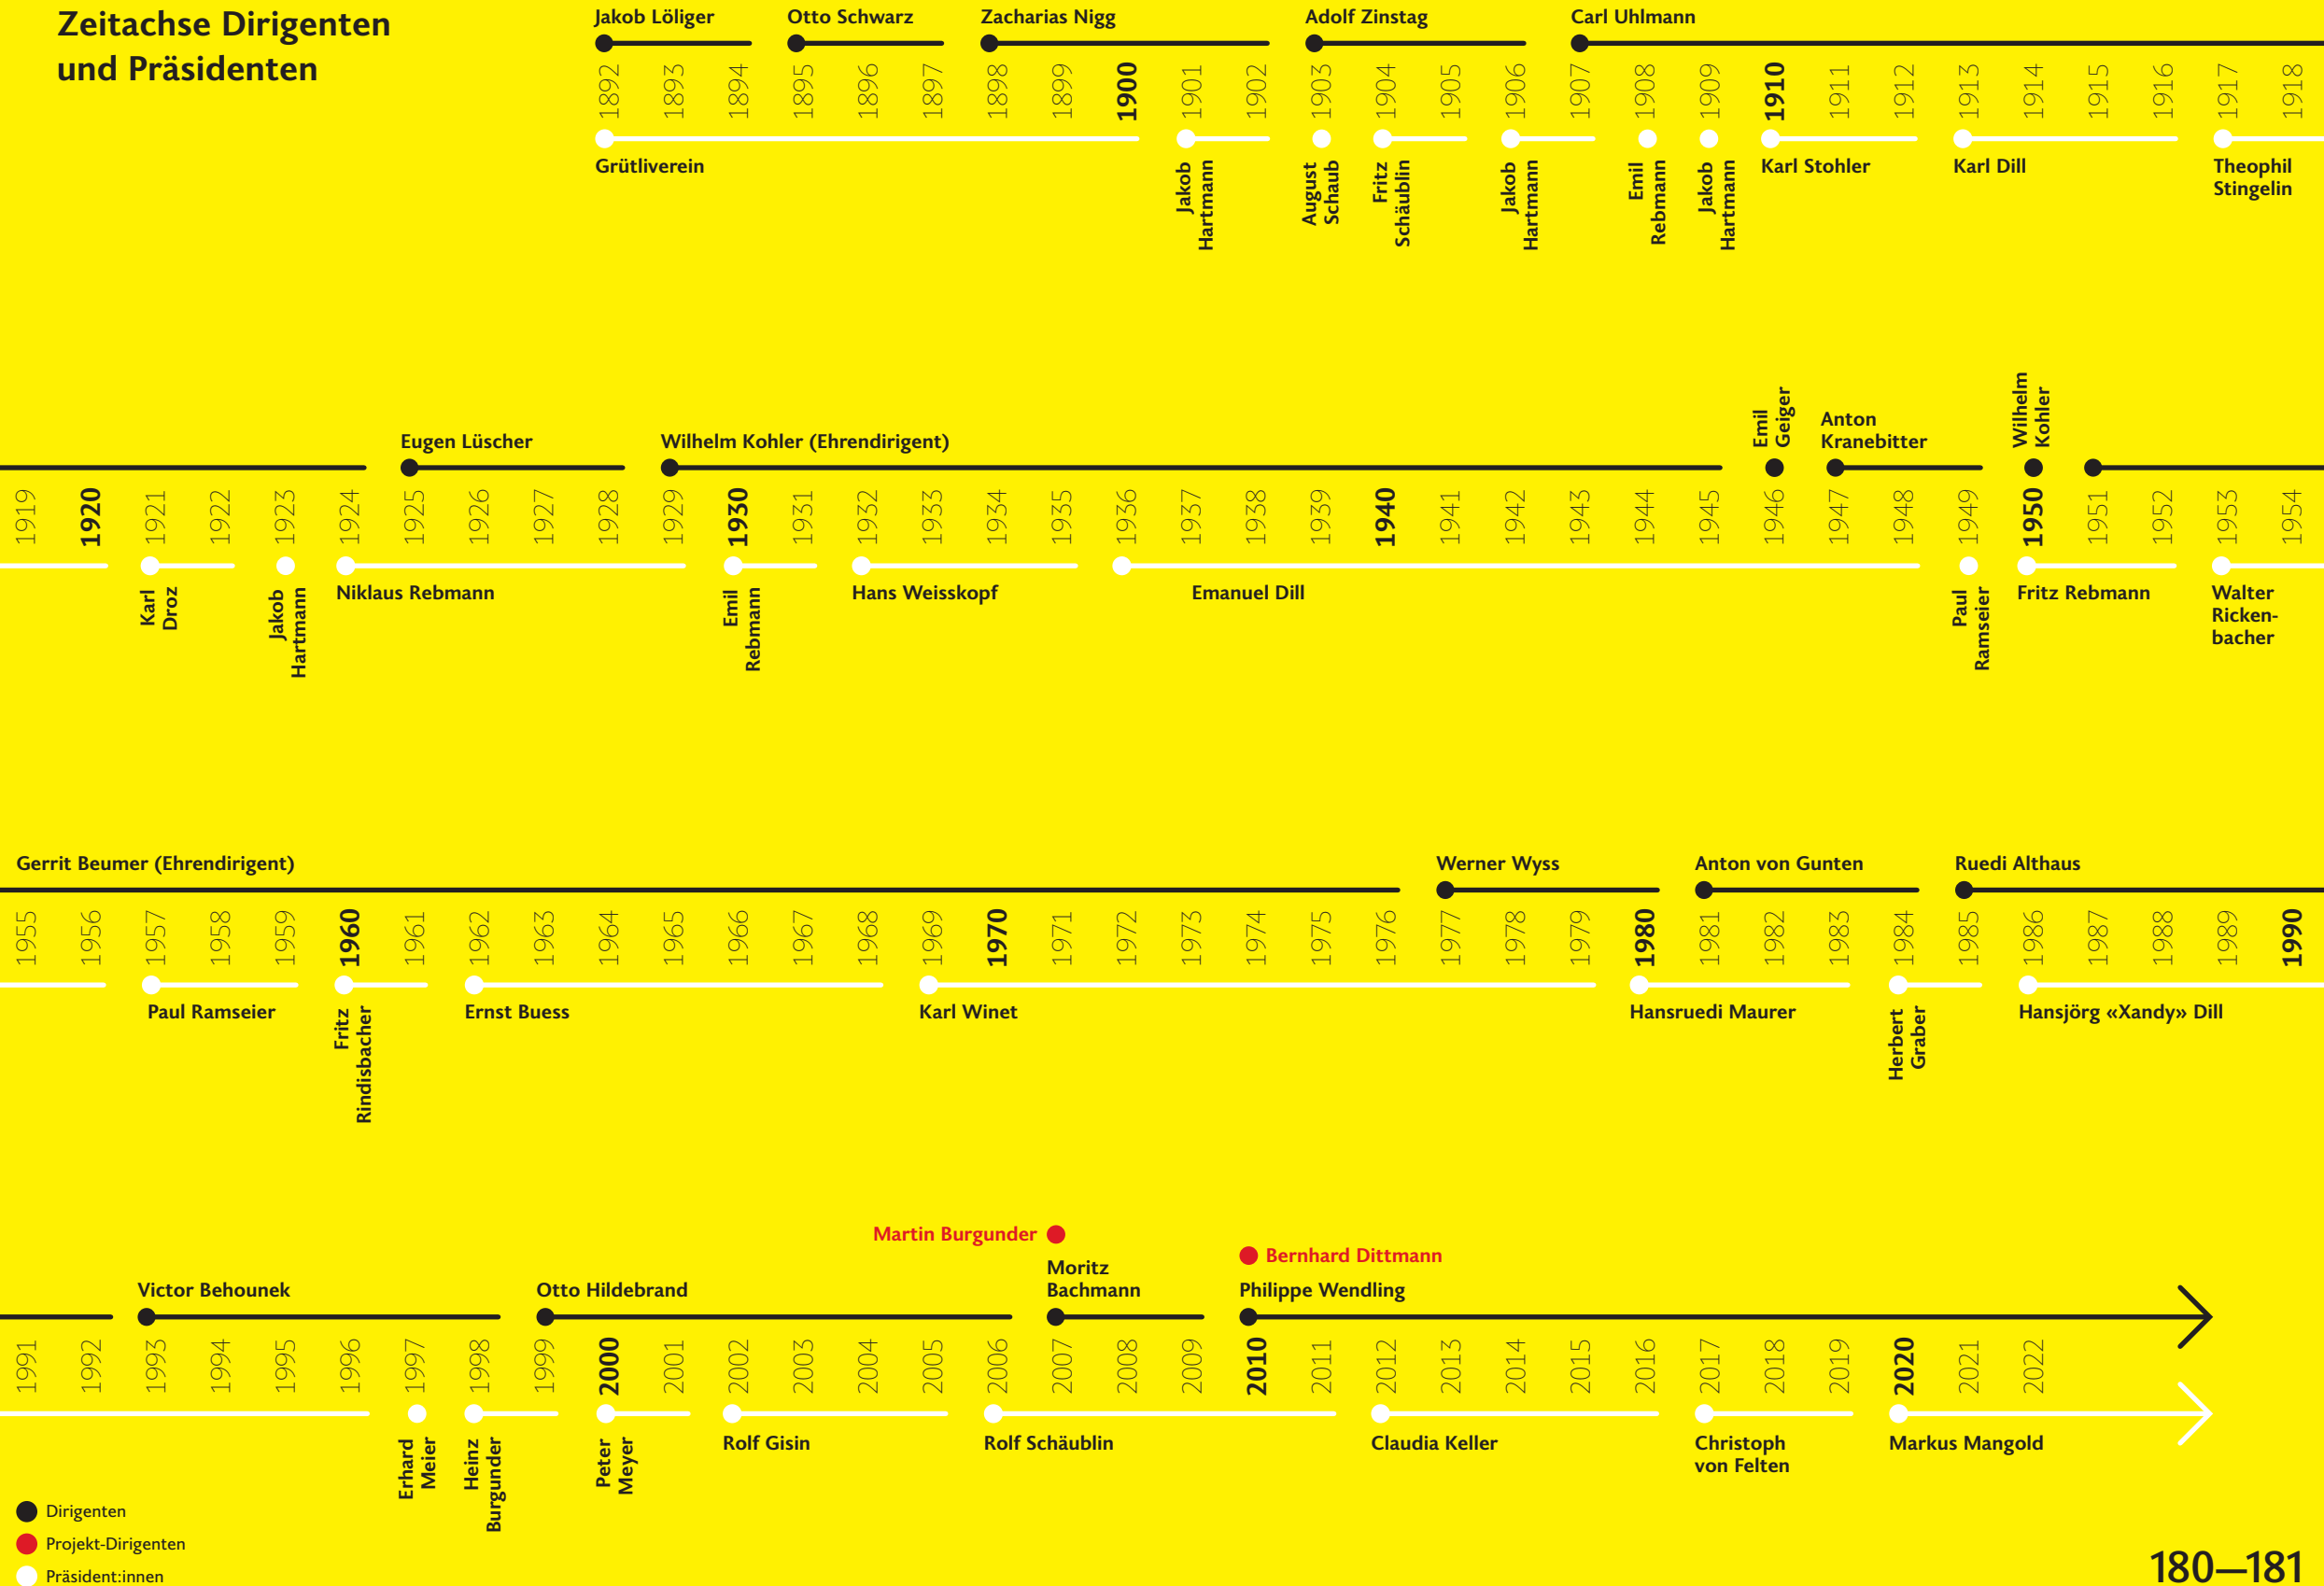 Zeitachse Dirigenten
und Präsidenten
Jakob Löliger
Otto Schwarz
Zacharias Nigg
Adolf Zinstag
Carl Uhlmann
1892
1893
1894
1895
1896
1897
1898
1899
1900
1901
1902
1903
1904
1905
1906
1907
1908
1909
1910
1911
1912
1913
1914
1915
1916
1917
1918
Grütliverein
Jakob
Hartmann
August
Schaub
Fritz
Schäublin
Jakob
Hartmann
Emil
Rebmann
Jakob
Hartmann
Karl Stohler
Karl Dill
Theophil
Stingelin
Eugen Lüscher
Wilhelm Kohler (Ehrendirigent)
Emil
Geiger
Anton
Kranebitter
Wilhelm
Kohler
1919
1920
1921
1922
1923
1924
1925
1926
1927
1928
1929
1930
1931
1932
1933
1934
1935
1936
1937
1938
1939
1940
1941
1942
1943
1944
1945
1946
1947
1948
1949
1950
1951
1952
1953
1954
Karl
Droz
Jakob
Hartmann
Niklaus Rebmann
Emil
Rebmann
Hans Weisskopf
Emanuel Dill
Paul
Ramseier
Fritz Rebmann
Walter
Ricken-
bacher
Gerrit Beumer (Ehrendirigent)
Werner Wyss
Anton von Gunten
Ruedi Althaus
1955
1956
1957
1958
1959
1960
1961
1962
1963
1964
1965
1966
1967
1968
1969
1970
1971
1972
1973
1974
1975
1976
1977
1978
1979
1980
1981
1982
1983
1984
1985
1986
1987
1988
1989
1990
Paul Ramseier
Fritz
Rindisbacher
Ernst Buess
Karl Winet
Hansruedi Maurer
Herbert
Graber
Hansjörg «Xandy» Dill
Martin Burgunder
Bernhard Dittmann
Victor Behounek
Otto Hildebrand
Moritz
Bachmann
Philippe Wendling
1991
1992
1993
1994
1995
1996
1997
1998
1999
2000
2001
2002
2003
2004
2005
2006
2007
2008
2009
2010
2011
2012
2013
2014
2015
2016
2017
2018
2019
2020
2021
2022
Erhard
Meier
Heinz
Burgunder
Peter
Meyer
Rolf Gisin
Rolf Schäublin
Claudia Keller
Christoph
von Felten
Markus Mangold
Dirigenten
Projekt-Dirigenten
Präsident:innen
180—181